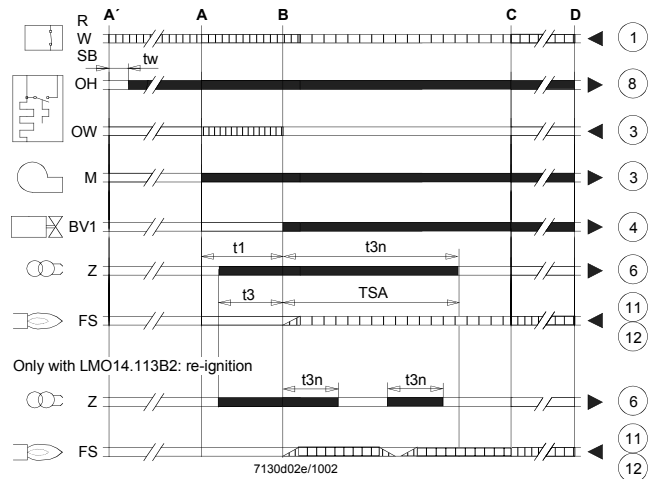 R A´ A B C D
W 1
SB tw
OH 8
OW 3
M 3
BV1 4
t1 t3n
Z 6
t3 TSA
FS 11
12
Only with LMO14.113B2: re-ignition
t3n t3n
Z 6
FS 11
7130d02e/1002 12